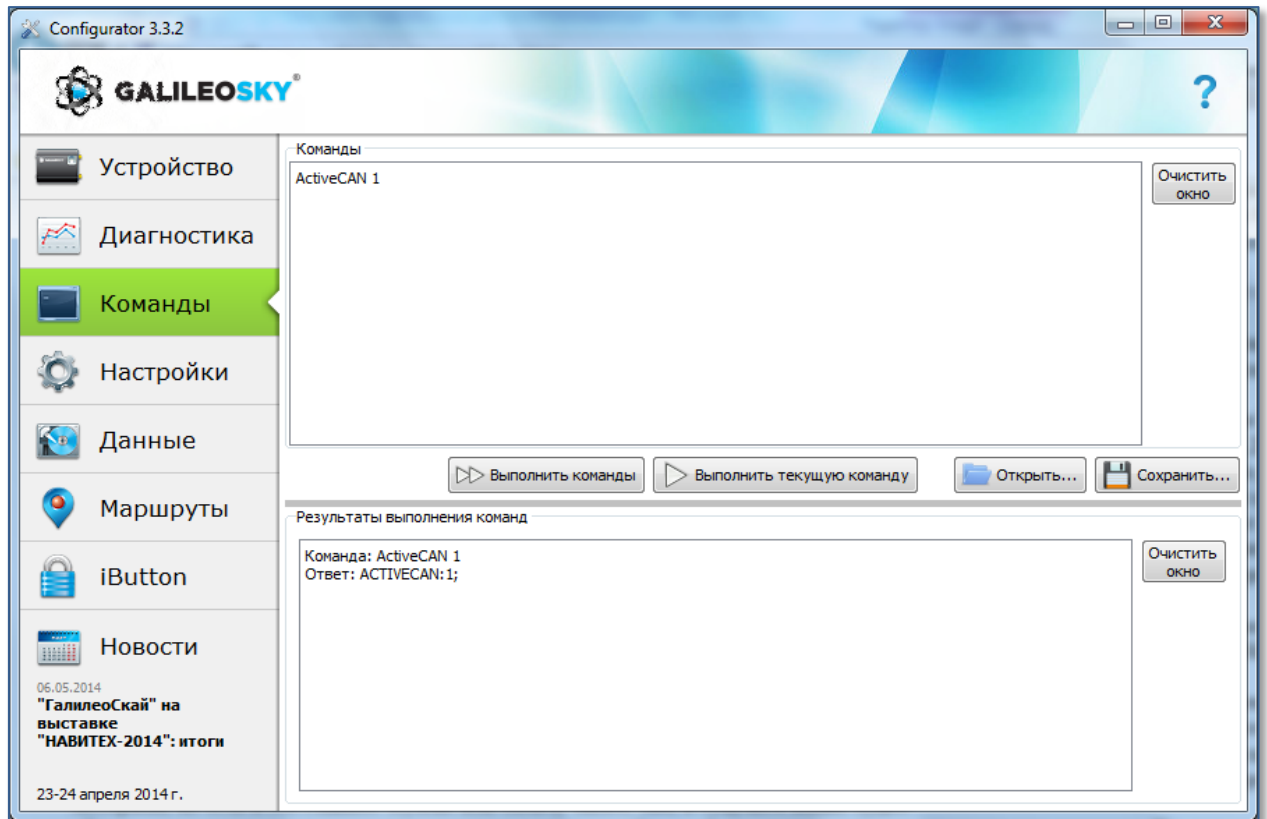 Configurator 3.3.2
GALILEOSKY®
?
Устройство
Диагностика
Команды
Настройки
Данные
Маршруты
iButton
Новости
06.05.2014
"ГалилеоСкай" на
выставке
"НАВИТЕХ-2014": итоги
23-24 апреля 2014 г.
Команды
ActiveCAN 1
Очистить
окно
Выполнить команды
Выполнить текущую команду
Открыть...
Сохранить...
Результаты выполнения команд
Команда: ActiveCAN 1
Ответ: ACTIVECAN:1;
Очистить
окно